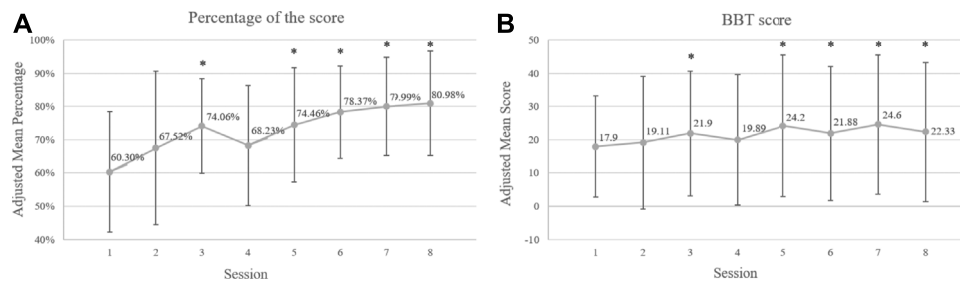 A
Percentage of the score
Adjusted Mean Percentage
100%
90%
80%
70%
60%
50%
40%
* * * * * *
60.30%
67.52%
74.06%
68.23%
74.46%
78.37%
79.99%
80.98%
1 2 3 4 5 6 7 8
Session
B
BBT score
Adjusted Mean Score
50
40
30
20
10
0
-10
* * * * *
17.9
19.11
21.9
19.89
24.2
21.88
24.6
22.33
1 2 3 4 5 6 7 8
Session